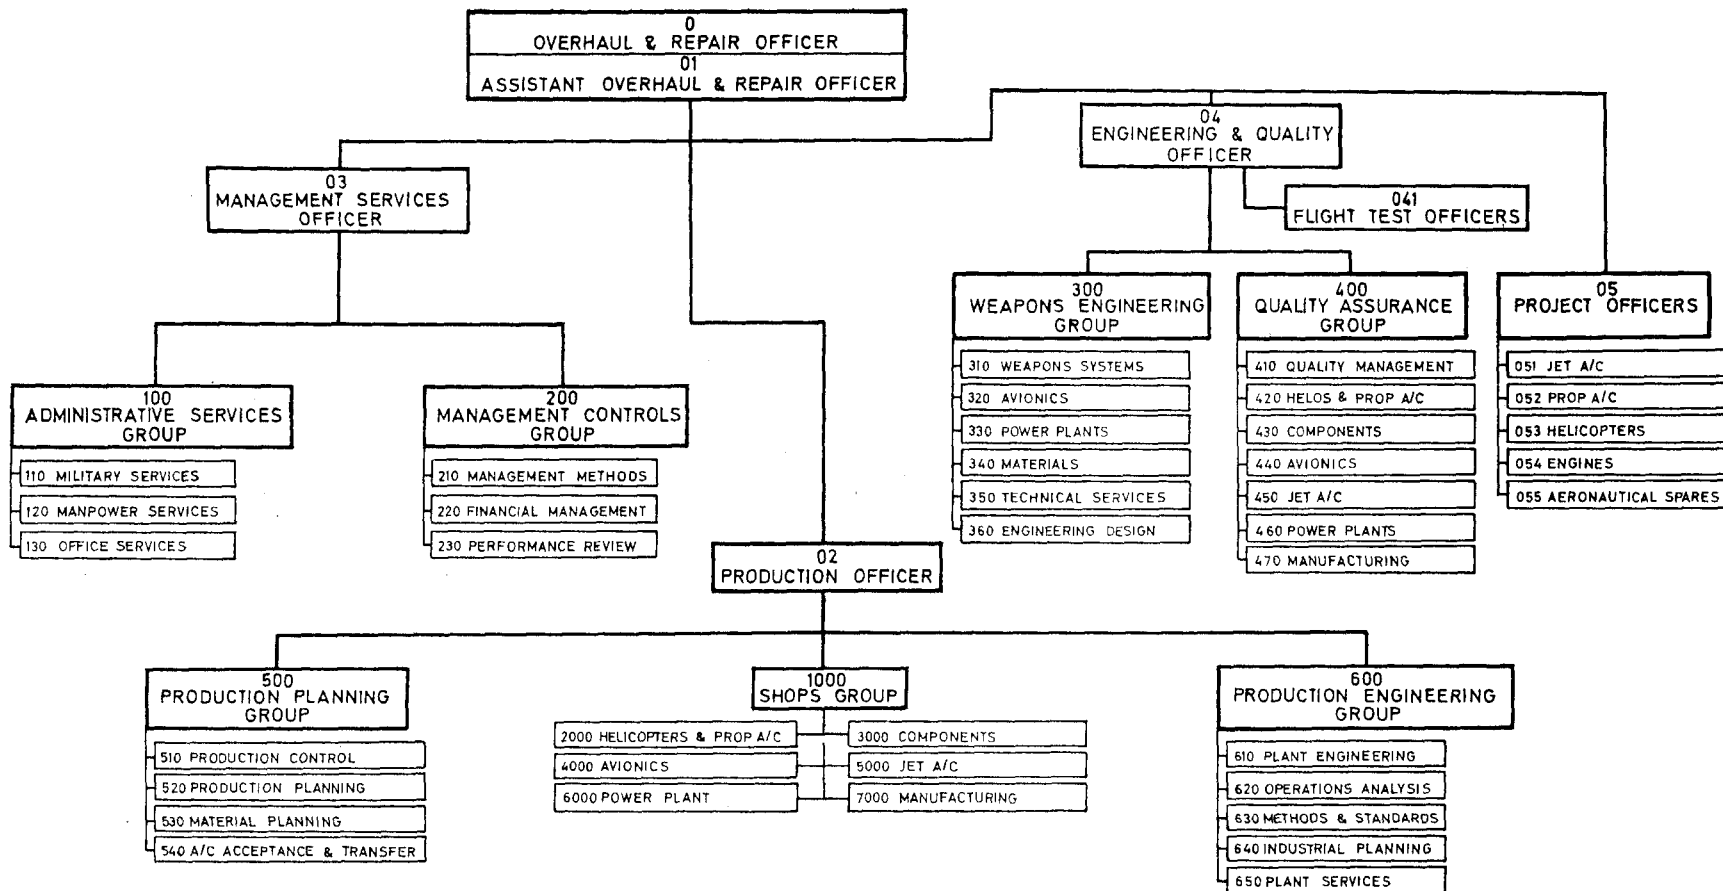 0
OVERHAUL & REPAIR OFFICER
01
ASSISTANT OVERHAUL & REPAIR OFFICER
04
ENGINEERING & QUALITY
OFFICER
03
MANAGEMENT SERVICES
OFFICER
041
FLIGHT TEST OFFICERS
300
WEAPONS ENGINEERING
GROUP
310 WEAPONS SYSTEMS
320 AVIONICS
330 POWER PLANTS
340 MATERIALS
350 TECHNICAL SERVICES
360 ENGINEERING DESIGN
400
QUALITY ASSURANCE
GROUP
410 QUALITY MANAGEMENT
420 HELOS & PROP A/C
430 COMPONENTS
440 AVIONICS
450 JET A/C
460 POWER PLANTS
470 MANUFACTURING
05
PROJECT OFFICERS
051 JET A/C
052 PROP A/C
053 HELICOPTERS
054 ENGINES
055 AERONAUTICAL SPARES
100
ADMINISTRATIVE SERVICES
GROUP
110 MILITARY SERVICES
120 MANPOWER SERVICES
130 OFFICE SERVICES
200
MANAGEMENT CONTROLS
GROUP
210 MANAGEMENT METHODS
220 FINANCIAL MANAGEMENT
230 PERFORMANCE REVIEW
02
PRODUCTION OFFICER
500
PRODUCTION PLANNING
GROUP
510 PRODUCTION CONTROL
520 PRODUCTION PLANNING
530 MATERIAL PLANNING
540 A/C ACCEPTANCE & TRANSFER
1000
SHOPS GROUP
2000 HELICOPTERS & PROP A/C
3000 COMPONENTS
4000 AVIONICS
5000 JET A/C
6000 POWER PLANT
7000 MANUFACTURING
600
PRODUCTION ENGINEERING
GROUP
610 PLANT ENGINEERING
620 OPERATIONS ANALYSIS
630 METHODS & STANDARDS
640 INDUSTRIAL PLANNING
650 PLANT SERVICES